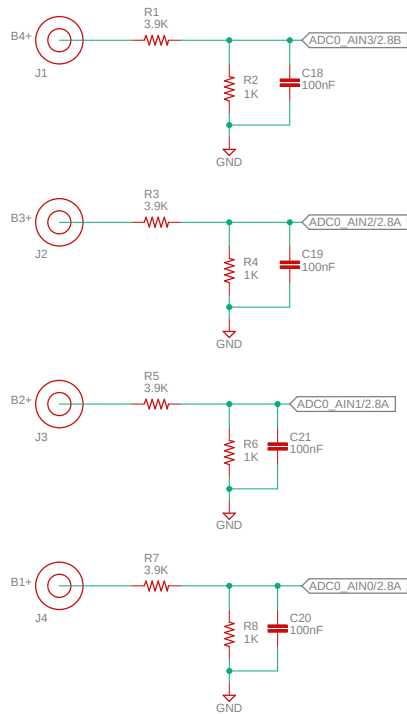 R1
3.9K
B4+
ADC0_AIN3/2.8B
J1
R2
1K
C18
100nF
GND
R3
3.9K
B3+
ADC0_AIN2/2.8A
J2
R4
1K
C19
100nF
GND
R5
3.9K
B2+
ADC0_AIN1/2.8A
J3
R6
1K
C21
100nF
GND
R7
3.9K
B1+
ADC0_AIN0/2.8A
J4
R8
1K
C20
100nF
GND